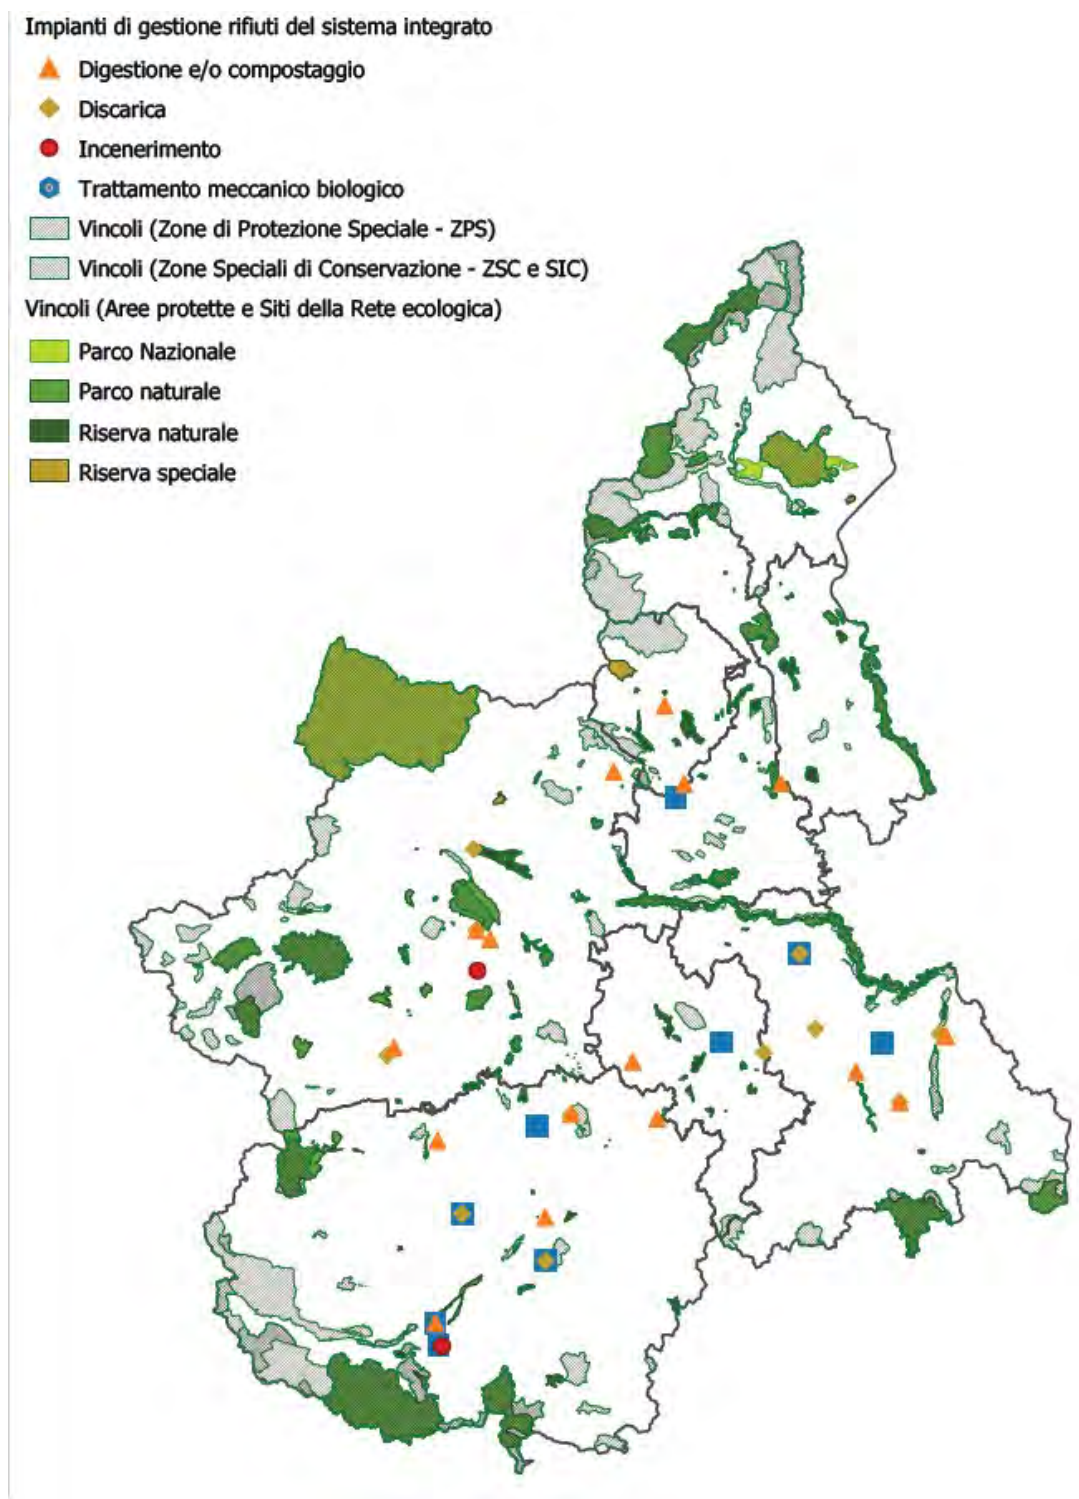 Impianti di gestione rifiuti del sistema integrato
Digestione e/o compostaggio
Discarica
Incenerimento
Trattamento meccanico biologico
Vincoli (Zone di Protezione Speciale - ZPS)
Vincoli (Zone Speciali di Conservazione - ZSC e SIC)
Vincoli (Aree protette e Siti della Rete ecologica)
Parco Nazionale
Parco naturale
Riserva naturale
Riserva speciale